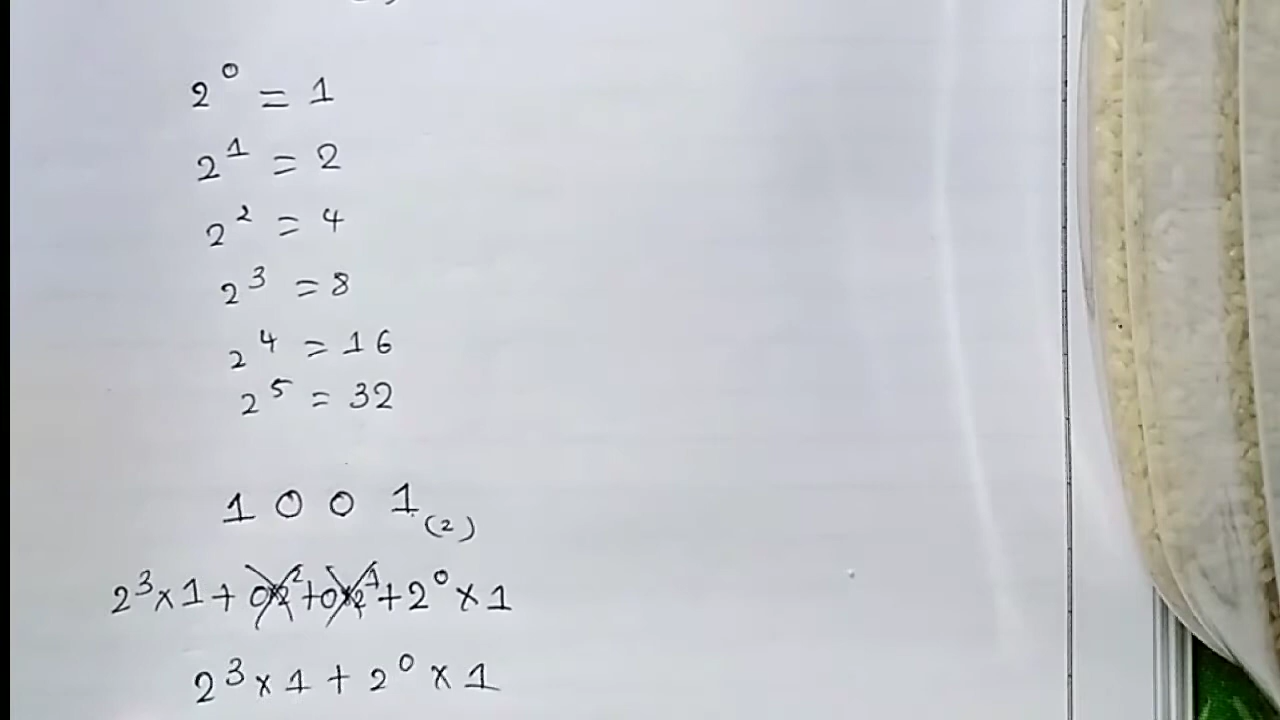 2⁰ = 1
2¹ = 2
2² = 4
2³ = 8
2⁴ = 16
2⁵ = 32
1 0 0 1₍₂₎
2³×1+0×2²+0×2¹+2⁰×1
2³×1+2⁰×1